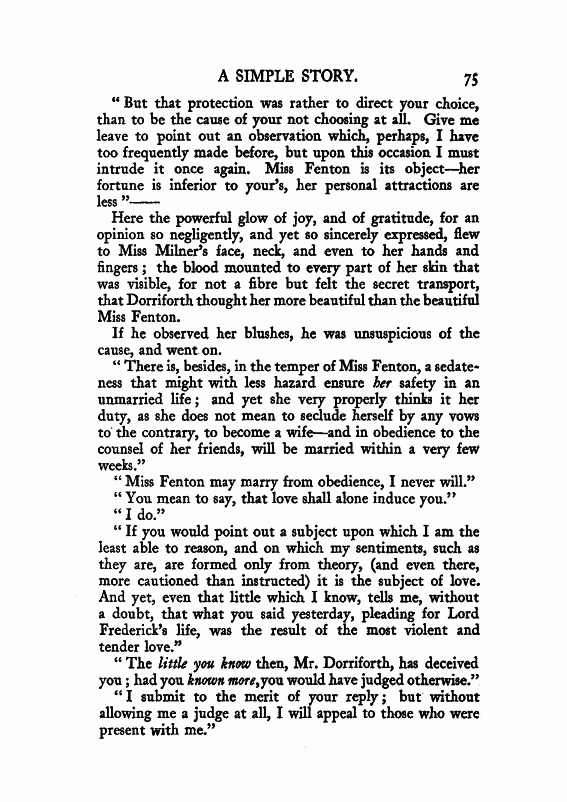 A SIMPLE STORY. 75
“ But that protection was rather to direct your choice,
than to be the cause of your not choosing at all. Give me
leave to point out an observation which, perhaps, I have
too frequently made before, but upon this occasion I must
intrude it once again. Miss Fenton is its object—her
fortune is inferior to your’s, her personal attractions are
less ”——
Here the powerful glow of joy, and of gratitude, for an
opinion so negligently, and yet so sincerely expressed, flew
to Miss Milner’s face, neck, and even to her hands and
fingers ; the blood mounted to every part of her skin that
was visible, for not a fibre but felt the secret transport,
that Dorriforth thought her more beautiful than the beautiful
Miss Fenton.
If he observed her blushes, he was unsuspicious of the
cause, and went on.
“ There is, besides, in the temper of Miss Fenton, a sedate-
ness that might with less hazard ensure her safety in an
unmarried life ; and yet she very properly thinks it her
duty, as she does not mean to seclude herself by any vows
to the contrary, to become a wife—and in obedience to the
counsel of her friends, will be married within a very few
weeks.”
“ Miss Fenton may marry from obedience, I never will.”
“ You mean to say, that love shall alone induce you.”
“ I do.”
“ If you would point out a subject upon which I am the
least able to reason, and on which my sentiments, such as
they are, are formed only from theory, (and even there,
more cautioned than instructed) it is the subject of love.
And yet, even that little which I know, tells me, without
a doubt, that what you said yesterday, pleading for Lord
Frederick’s life, was the result of the most violent and
tender love.”
“ The little you know then, Mr. Dorriforth, has deceived
you ; had you known more, you would have judged otherwise.”
“ I submit to the merit of your reply ; but without
allowing me a judge at all, I will appeal to those who were
present with me.”